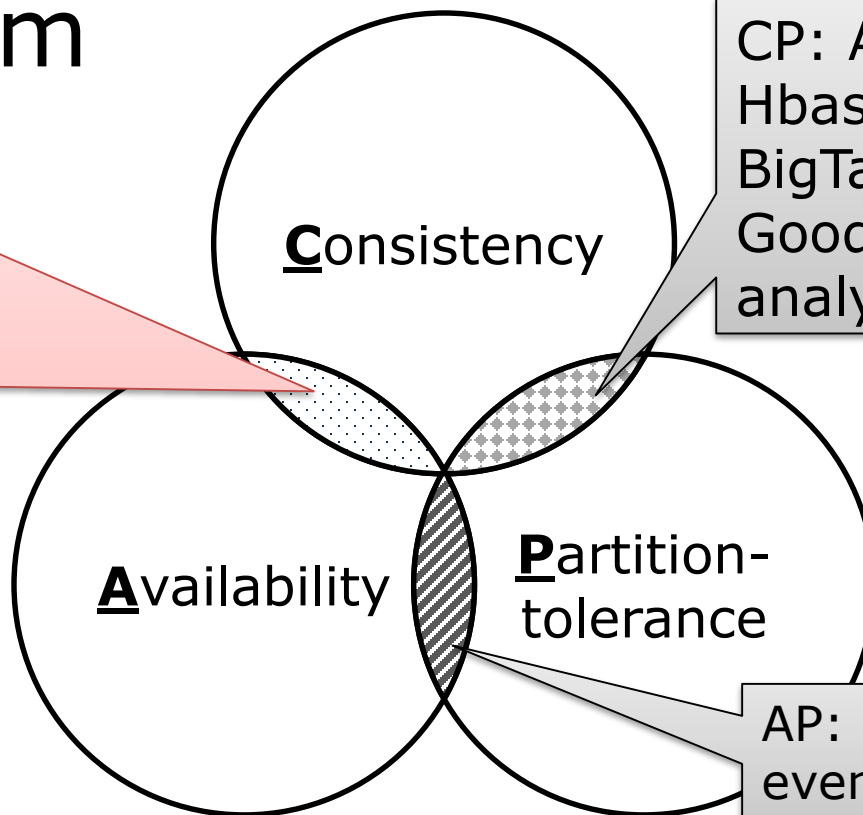 m
CP: A
Hbas
BigTa
Good
analy
Consistency
Availability
Partition-
tolerance
AP:
even